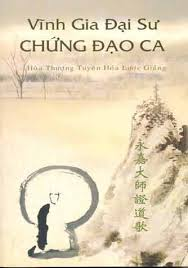 Vĩnh Gia Đại Sư
CHỨNG ĐẠO CA
Hòa Thượng Tuyên Hóa Lược Giảng
永嘉大師證道歌